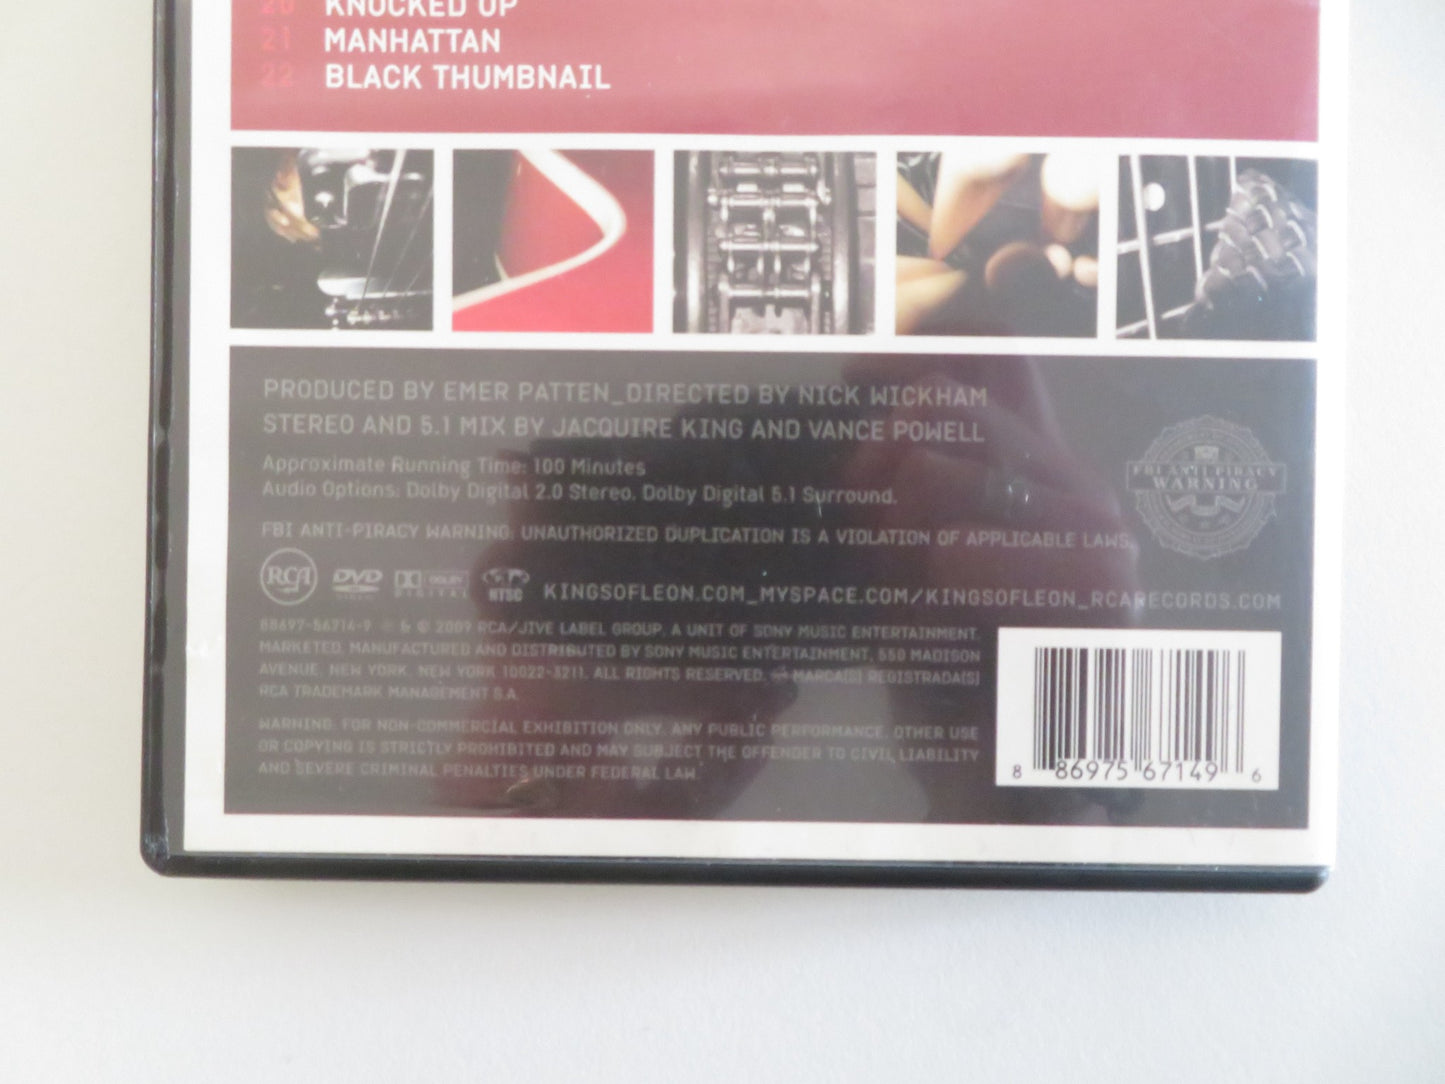 20 KNOCKED UP
21 MANHATTAN
22 BLACK THUMBNAIL
PRODUCED BY EMER PATTEN_DIRECTED BY NICK WICKHAM
STEREO AND 5.1 MIX BY JACQUIRE KING AND VANCE POWELL
Approximate Running Time: 100 Minutes
Audio Options: Dolby Digital 2.0 Stereo, Dolby Digital 5.1 Surround.
FBI ANTI-PIRACY WARNING
FBI ANTI-PIRACY WARNING: UNAUTHORIZED DUPLICATION IS A VIOLATION OF APPLICABLE LAWS.
RCA DVD VIDEO DOLBY DIGITAL NTSC KINGSOFLEON.COM_MYSPACE.COM/KINGSOFLEON_RCARECORDS.COM
88697-56714-9 ℗ & © 2009 RCA/JIVE LABEL GROUP, A UNIT OF SONY MUSIC ENTERTAINMENT.
MARKETED, MANUFACTURED AND DISTRIBUTED BY SONY MUSIC ENTERTAINMENT, 550 MADISON
AVENUE, NEW YORK, NEW YORK 10022-3211. ALL RIGHTS RESERVED. MARCA(S) REGISTRADA(S)
RCA TRADEMARK MANAGEMENT S.A.
WARNING: FOR NON-COMMERCIAL EXHIBITION ONLY. ANY PUBLIC PERFORMANCE, OTHER USE
OR COPYING IS STRICTLY PROHIBITED AND MAY SUBJECT THE OFFENDER TO CIVIL LIABILITY
AND SEVERE CRIMINAL PENALTIES UNDER FEDERAL LAW.
8 86975 67149 6